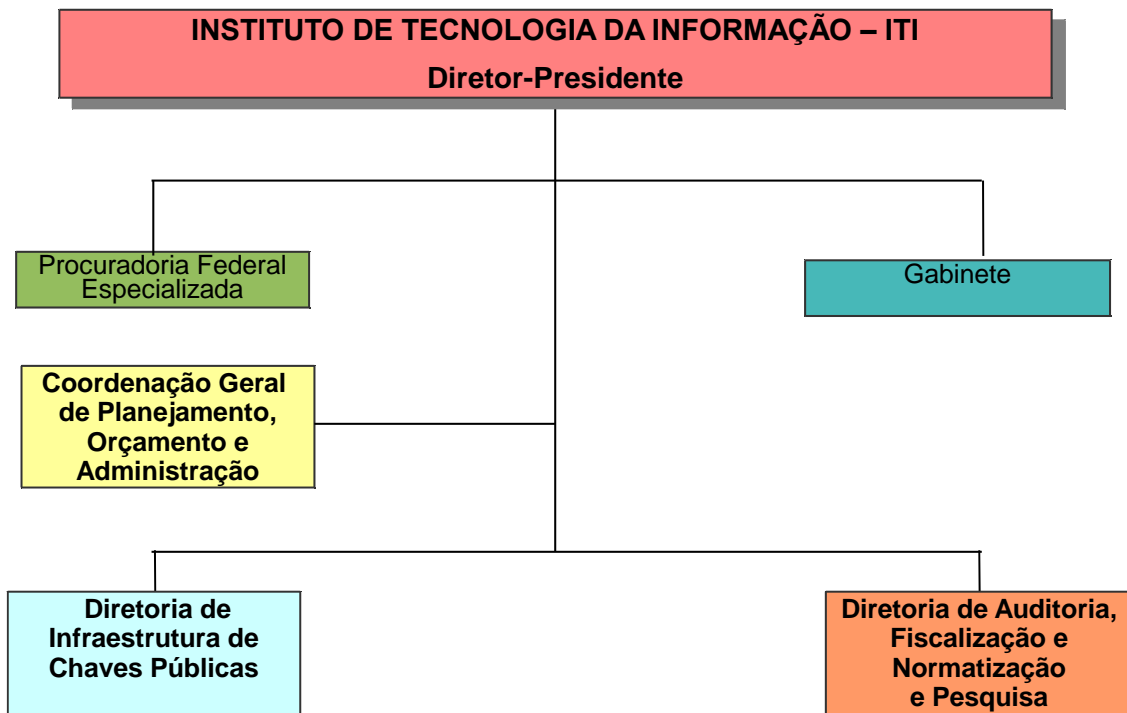 INSTITUTO DE TECNOLOGIA DA INFORMAÇÃO – ITI
Diretor-Presidente
Procuradoria Federal
Especializada
Gabinete
Coordenação Geral
de Planejamento,
Orçamento e
Administração
Diretoria de
Infraestrutura de
Chaves Públicas
Diretoria de Auditoria,
Fiscalização e
Normatização
e Pesquisa